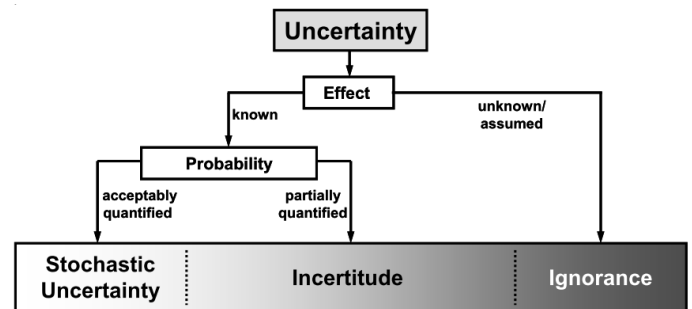 Uncertainty
Effect
known
unknown/
assumed
Probability
acceptably
quantified
partially
quantified
Stochastic
Uncertainty
Incertitude
Ignorance